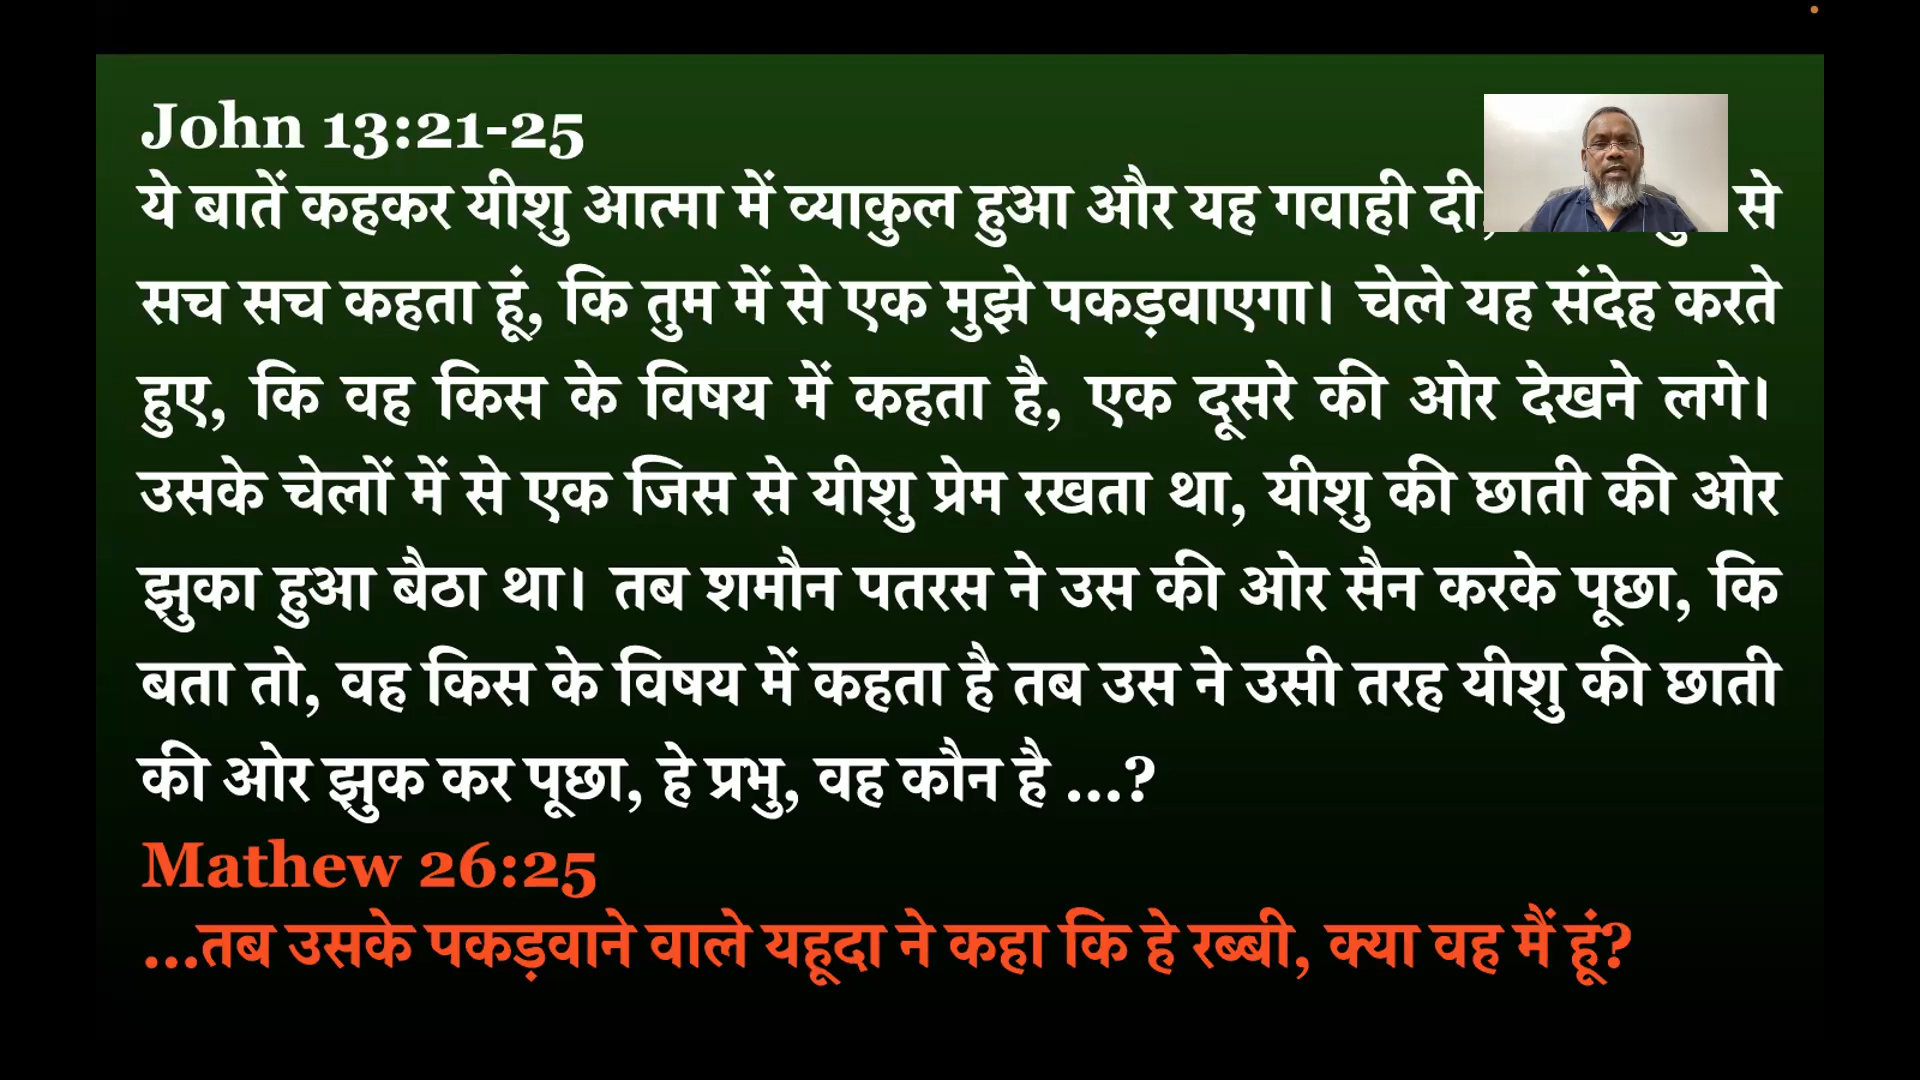 John 13:21-25
ये बातें कहकर यीशु आत्मा में व्याकुल हुआ और यह गवाही दी, से
सच सच कहता हूं, कि तुम में से एक मुझे पकड़वाएगा। चेले यह संदेह करते
हुए, कि वह किस के विषय में कहता है, एक दूसरे की ओर देखने लगे।
उसके चेलों में से एक जिस से यीशु प्रेम रखता था, यीशु की छाती की ओर
झुका हुआ बैठा था। तब शमौन पतरस ने उस की ओर सैन करके पूछा, कि
बता तो, वह किस के विषय में कहता है तब उस ने उसी तरह यीशु की छाती
की ओर झुक कर पूछा, हे प्रभु, वह कौन है ...?
Mathew 26:25
...तब उसके पकड़वाने वाले यहूदा ने कहा कि हे रब्बी, क्या वह मैं हूं?